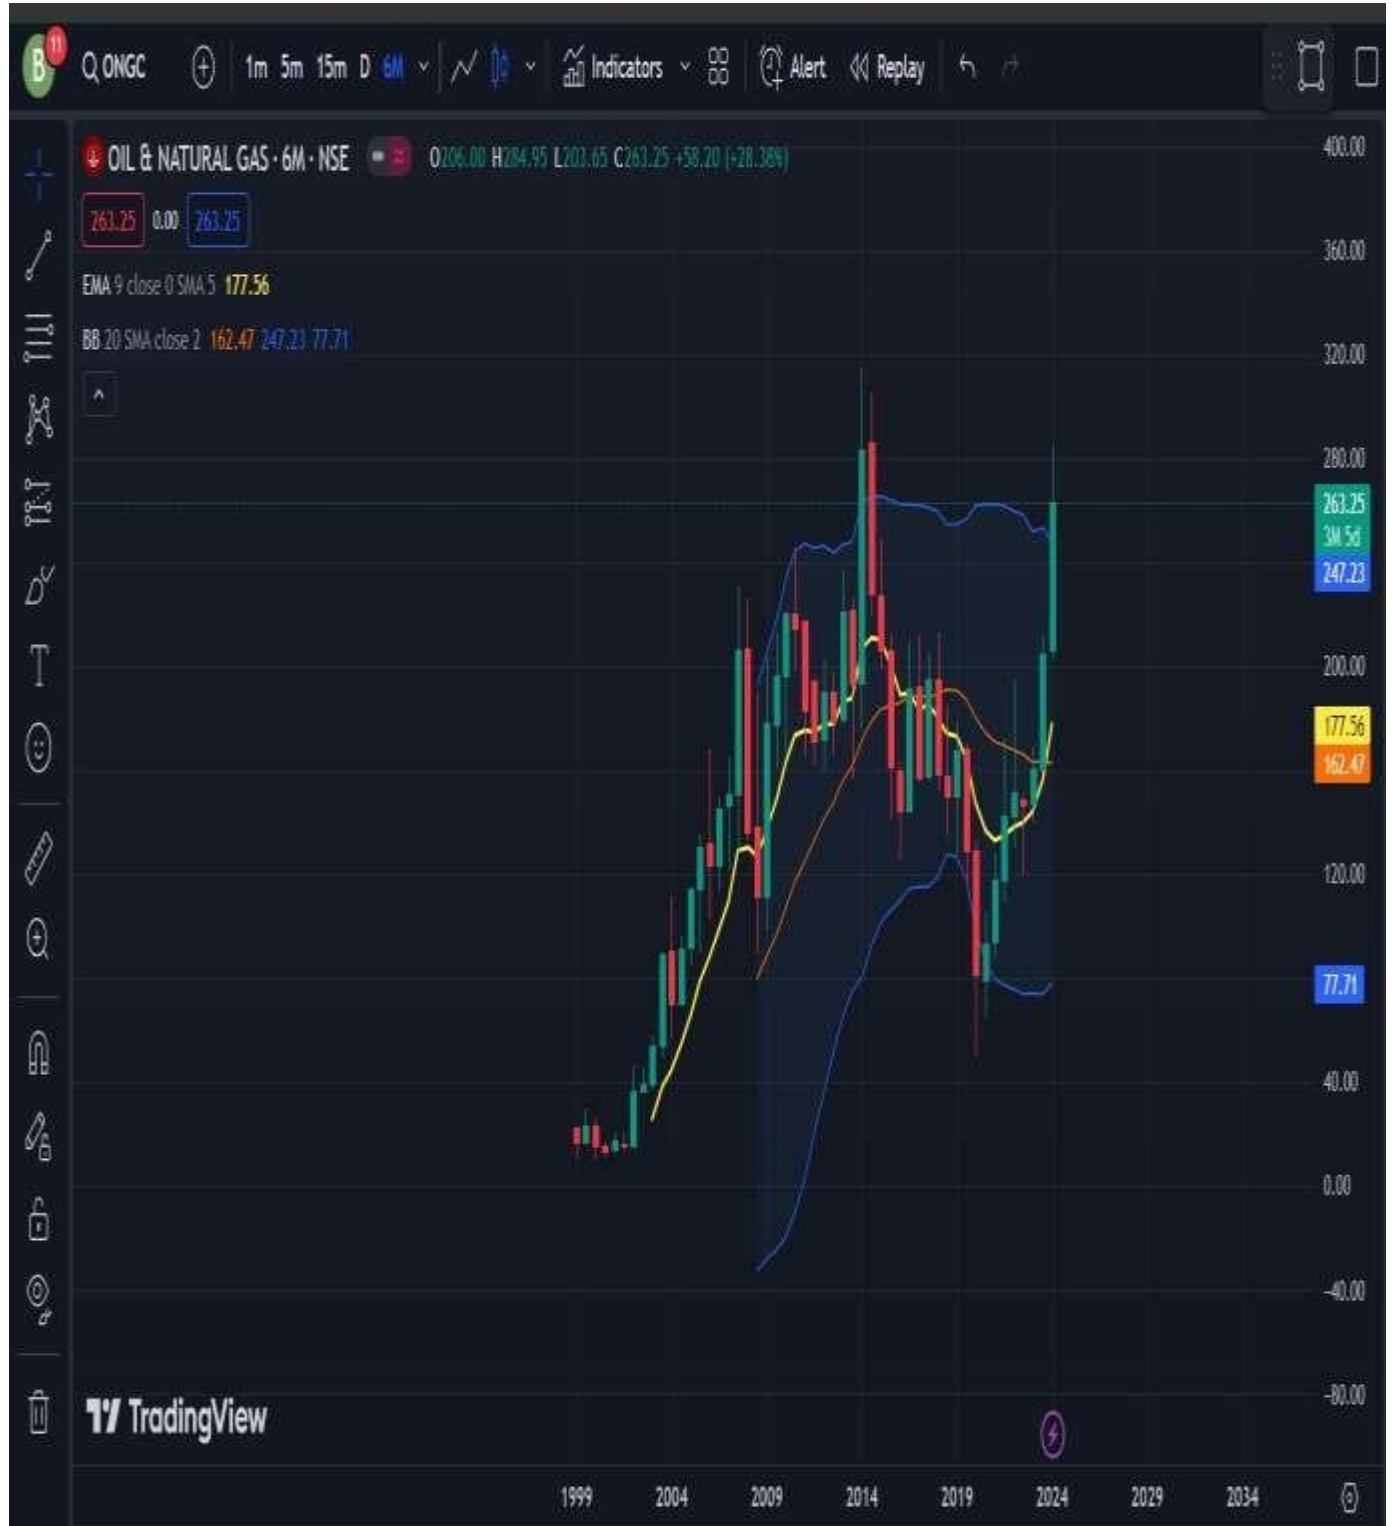 B 11 ONGC 1m 5m 15m D 6M Indicators Alert Replay
OIL & NATURAL GAS · 6M · NSE O206.00 H284.95 L203.65 C263.25 +58.20 (+28.38%)
263.25 0.00 263.25
EMA 9 close 0 SMA 5 177.56
BB 20 SMA close 2 162.47 247.23 77.71
400.00
360.00
320.00
280.00
263.25
3M 5d
247.23
200.00
177.56
162.47
120.00
77.71
40.00
0.00
−40.00
−80.00
TradingView
1999 2004 2009 2014 2019 2024 2029 2034